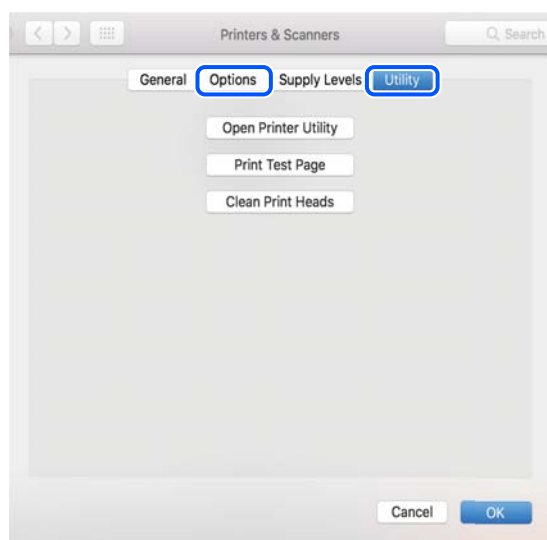 Printers & Scanners Search
General Options Supply Levels Utility
Open Printer Utility
Print Test Page
Clean Print Heads
Cancel OK